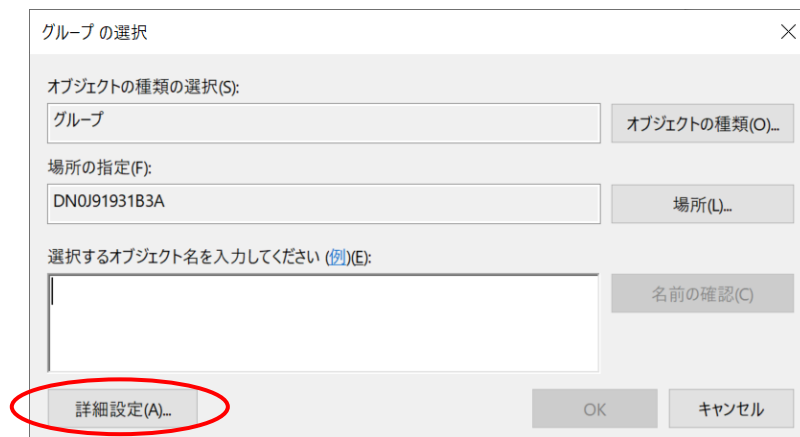 グループ の選択
オブジェクトの種類の選択(S):
グループ
オブジェクトの種類(O)...
場所の指定(F):
DN0J91931B3A
場所(L)...
選択するオブジェクト名を入力してください (例)(E):
名前の確認(C)
詳細設定(A)...
OK
キャンセル